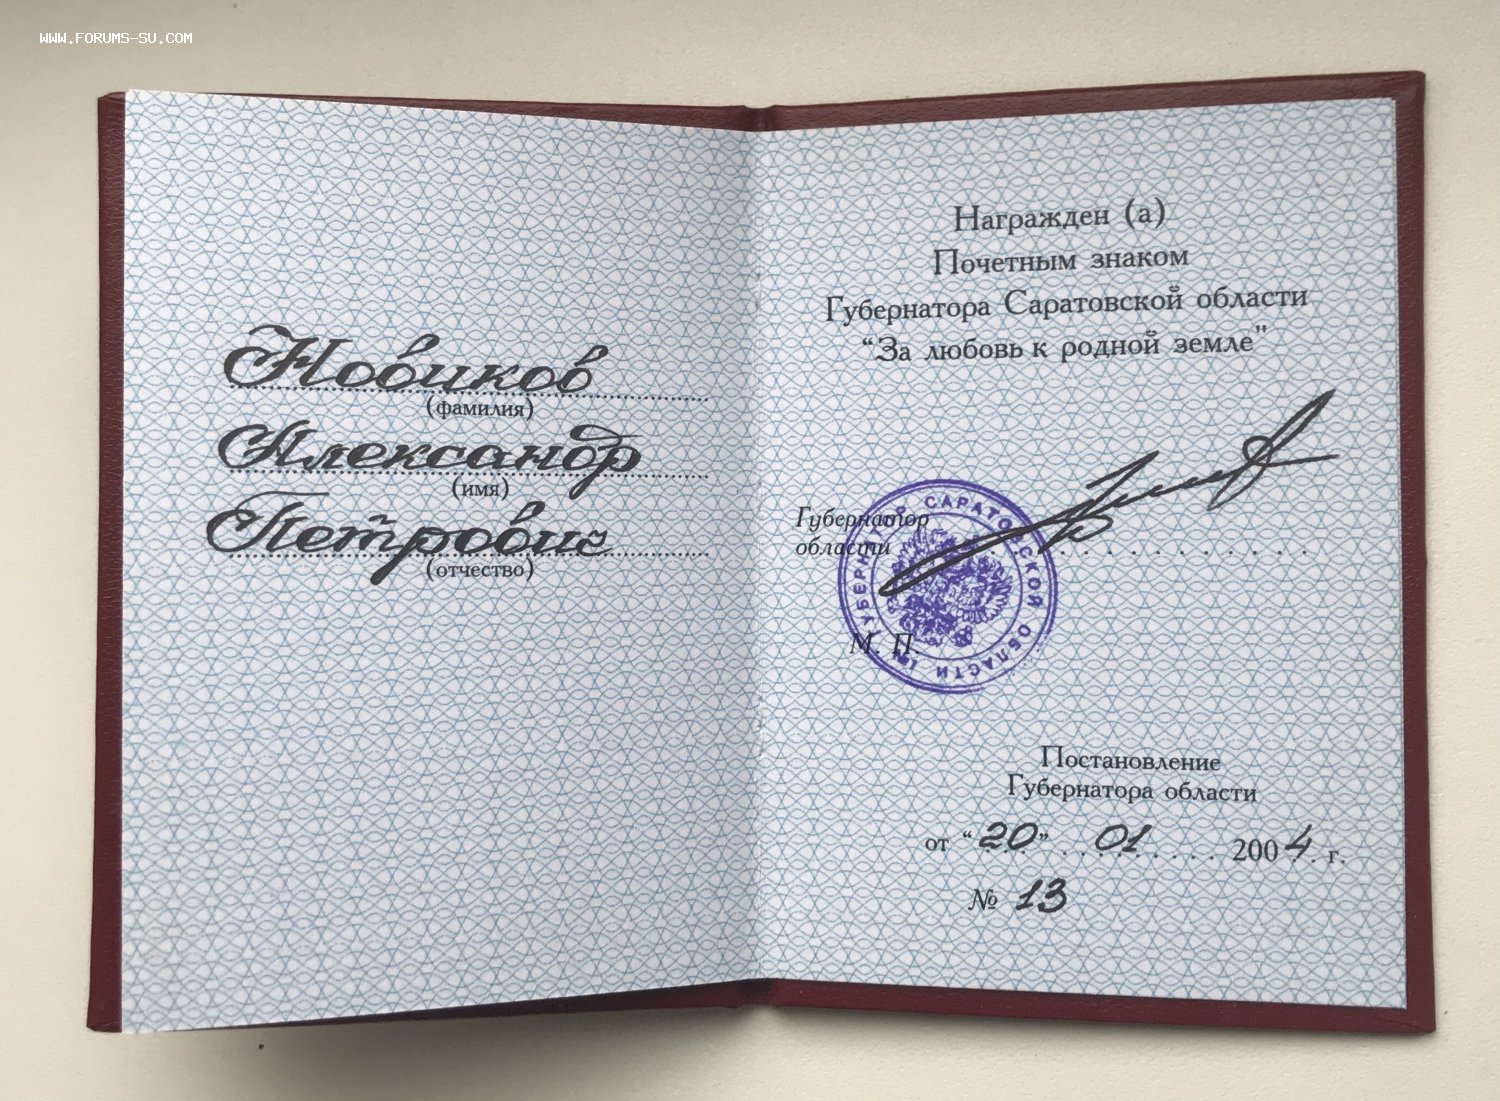 WWW.FORUMS-SU.COM
Новиков
(фамилия)
Александр
(имя)
Петрович
(отчество)
Награжден (а)
Почетным знаком
Губернатора Саратовской области
“За любовь к родной земле"
Губернатор
области
М. П.
ГУБЕРНАТОР САРАТОВСКОЙ ОБЛАСТИ
Постановление
Губернатора области
от “20” 01 2004 г.
№ 13